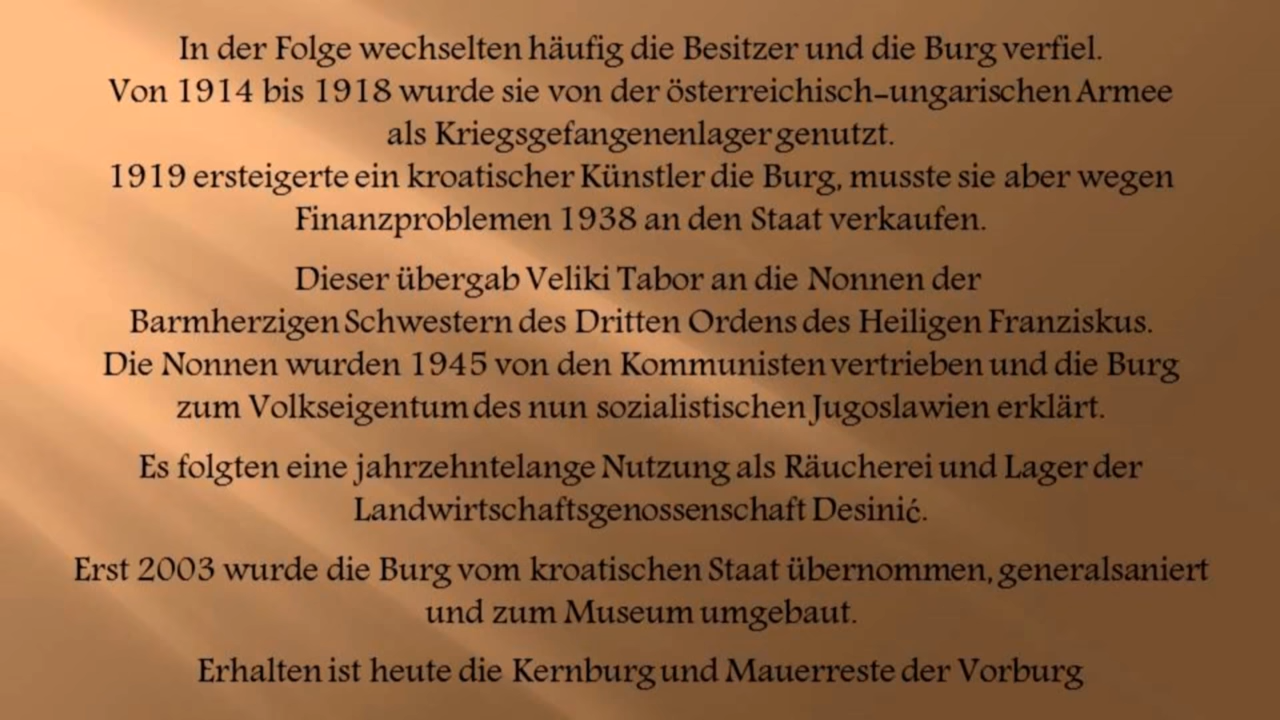 In der Folge wechselten häufig die Besitzer und die Burg verfiel.
Von 1914 bis 1918 wurde sie von der österreichisch-ungarischen Armee
als Kriegsgefangenenlager genutzt.
1919 ersteigerte ein kroatischer Künstler die Burg, musste sie aber wegen
Finanzproblemen 1938 an den Staat verkaufen.
Dieser übergab Veliki Tabor an die Nonnen der
Barmherzigen Schwestern des Dritten Ordens des Heiligen Franziskus.
Die Nonnen wurden 1945 von den Kommunisten vertrieben und die Burg
zum Volkseigentum des nun sozialistischen Jugoslawien erklärt.
Es folgten eine jahrzehntelange Nutzung als Räucherei und Lager der
Landwirtschaftsgenossenschaft Desinić.
Erst 2003 wurde die Burg vom kroatischen Staat übernommen, generalsaniert
und zum Museum umgebaut.
Erhalten ist heute die Kernburg und Mauerreste der Vorburg